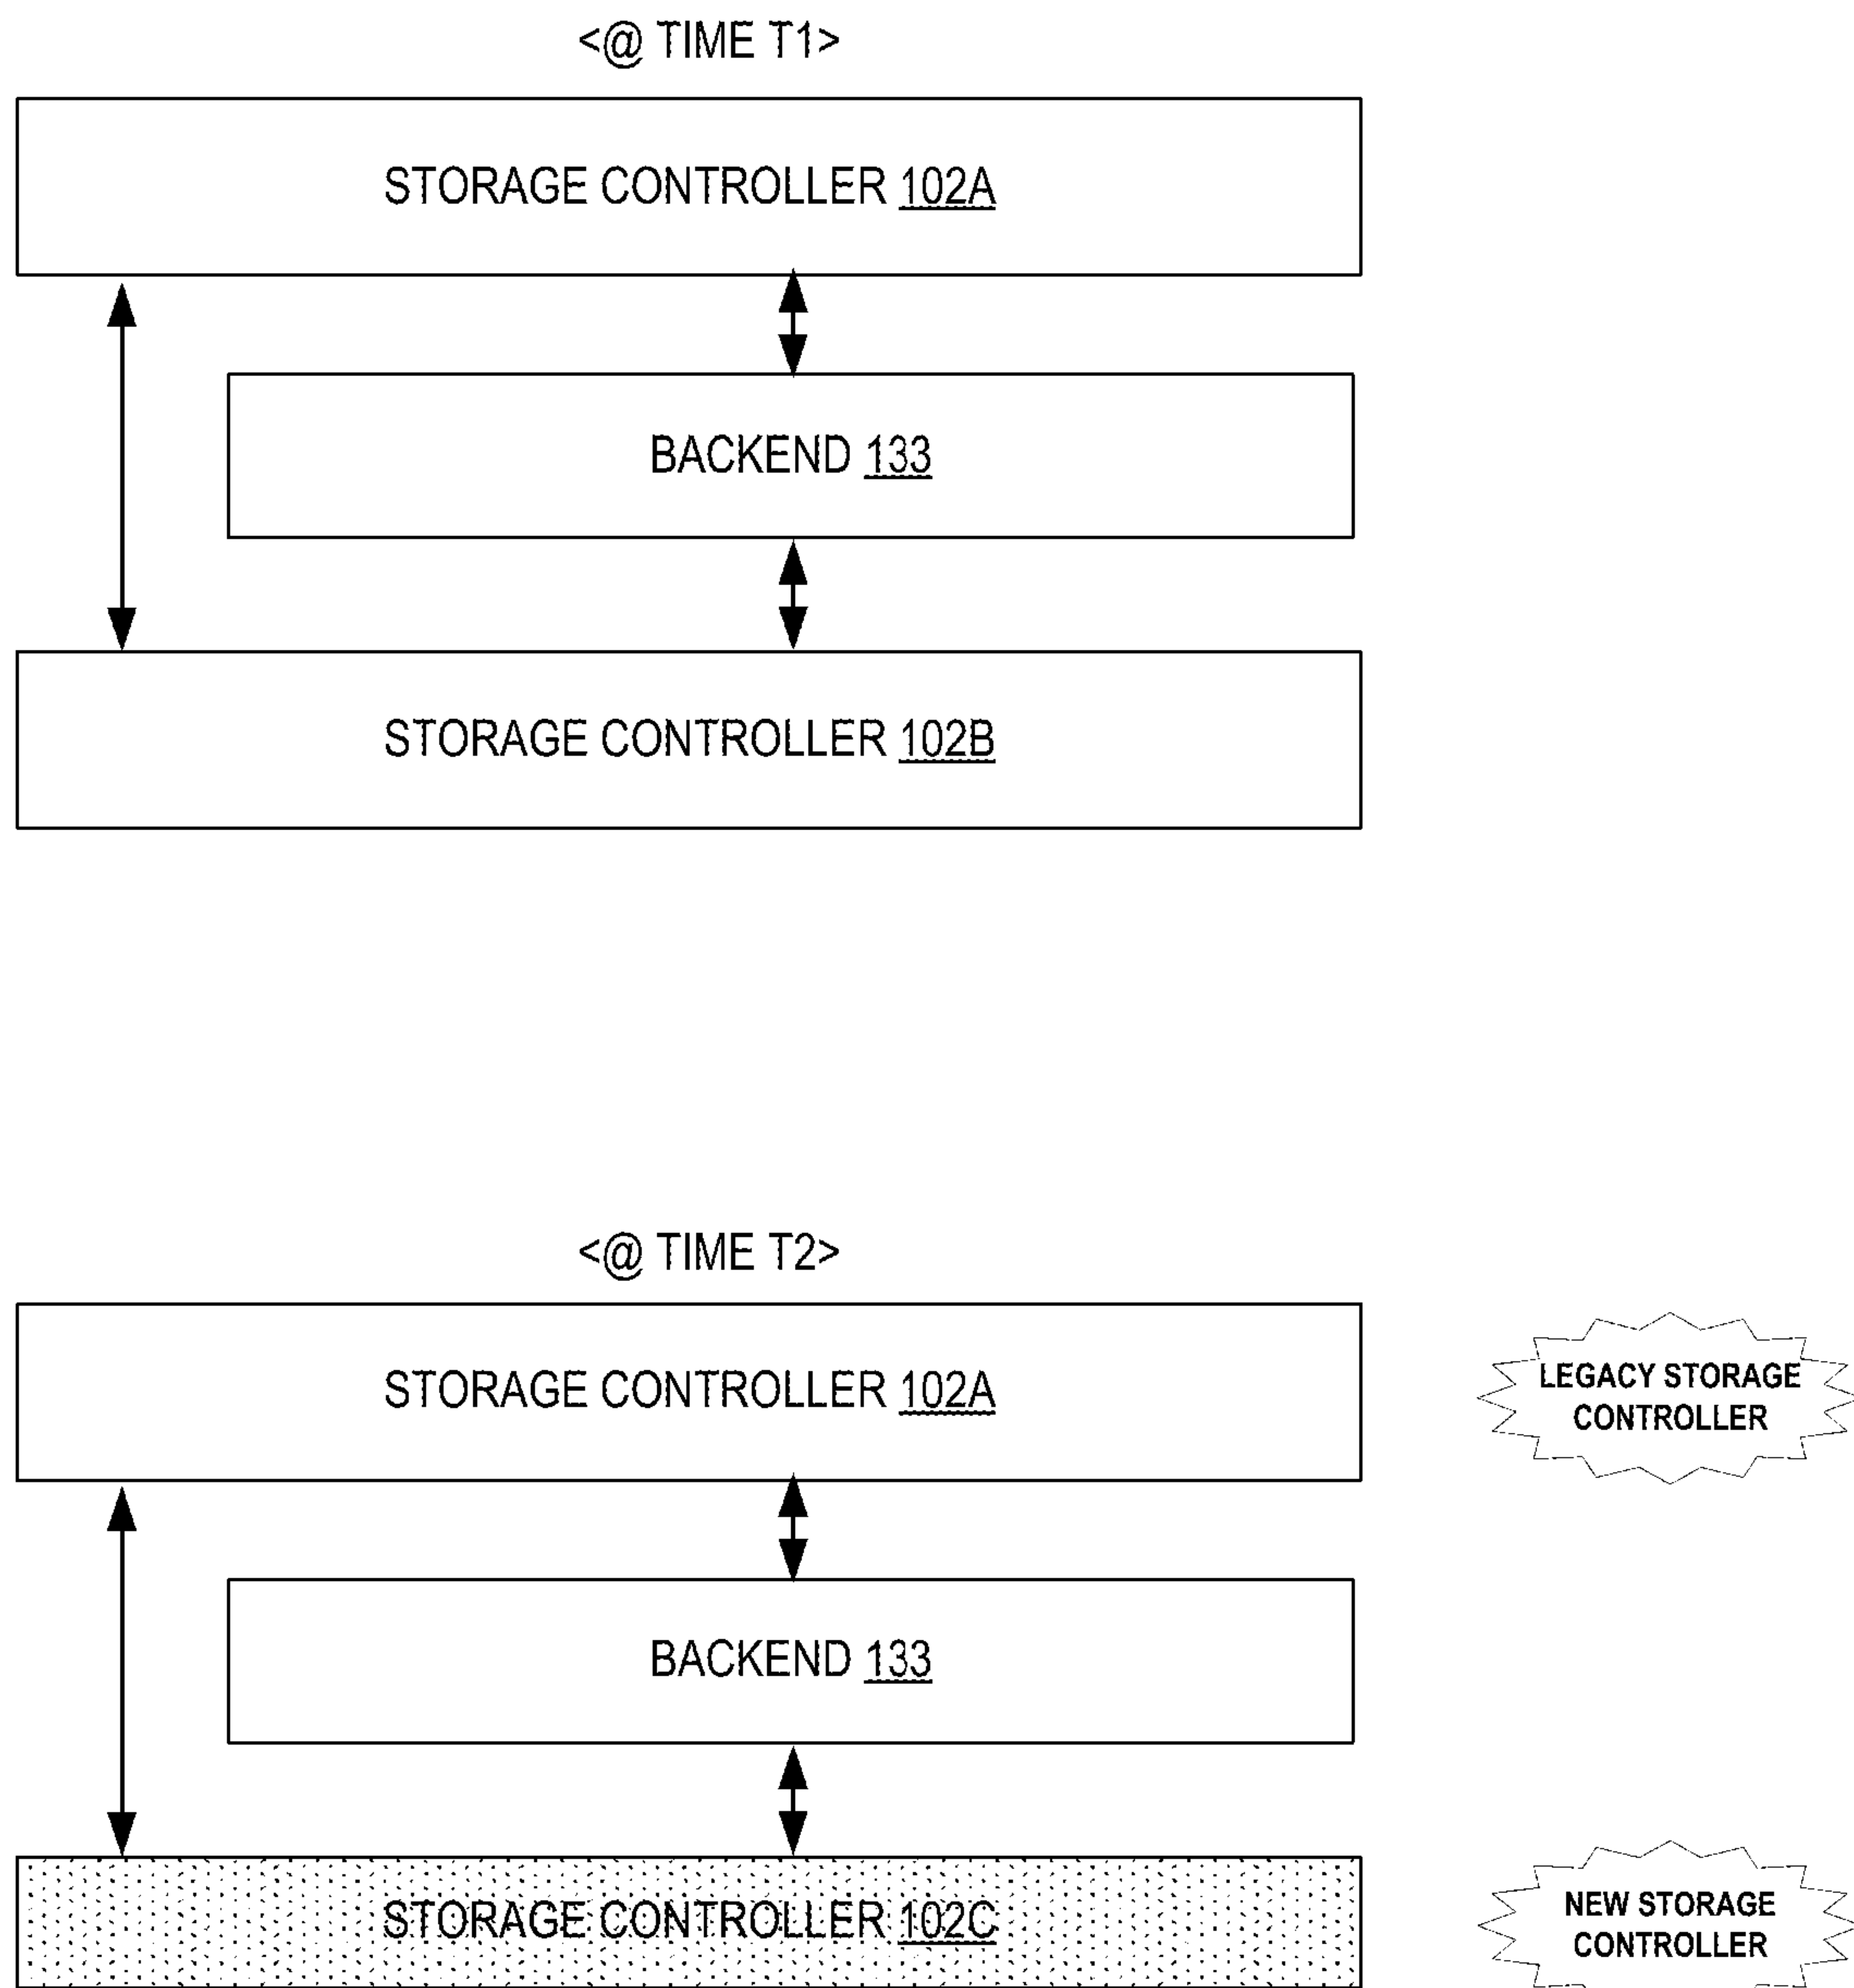 <@ TIME T1>
STORAGE CONTROLLER 102A
BACKEND 133
STORAGE CONTROLLER 102B
<@ TIME T2>
STORAGE CONTROLLER 102A
LEGACY STORAGE
CONTROLLER
BACKEND 133
STORAGE CONTROLLER 102C
NEW STORAGE
CONTROLLER